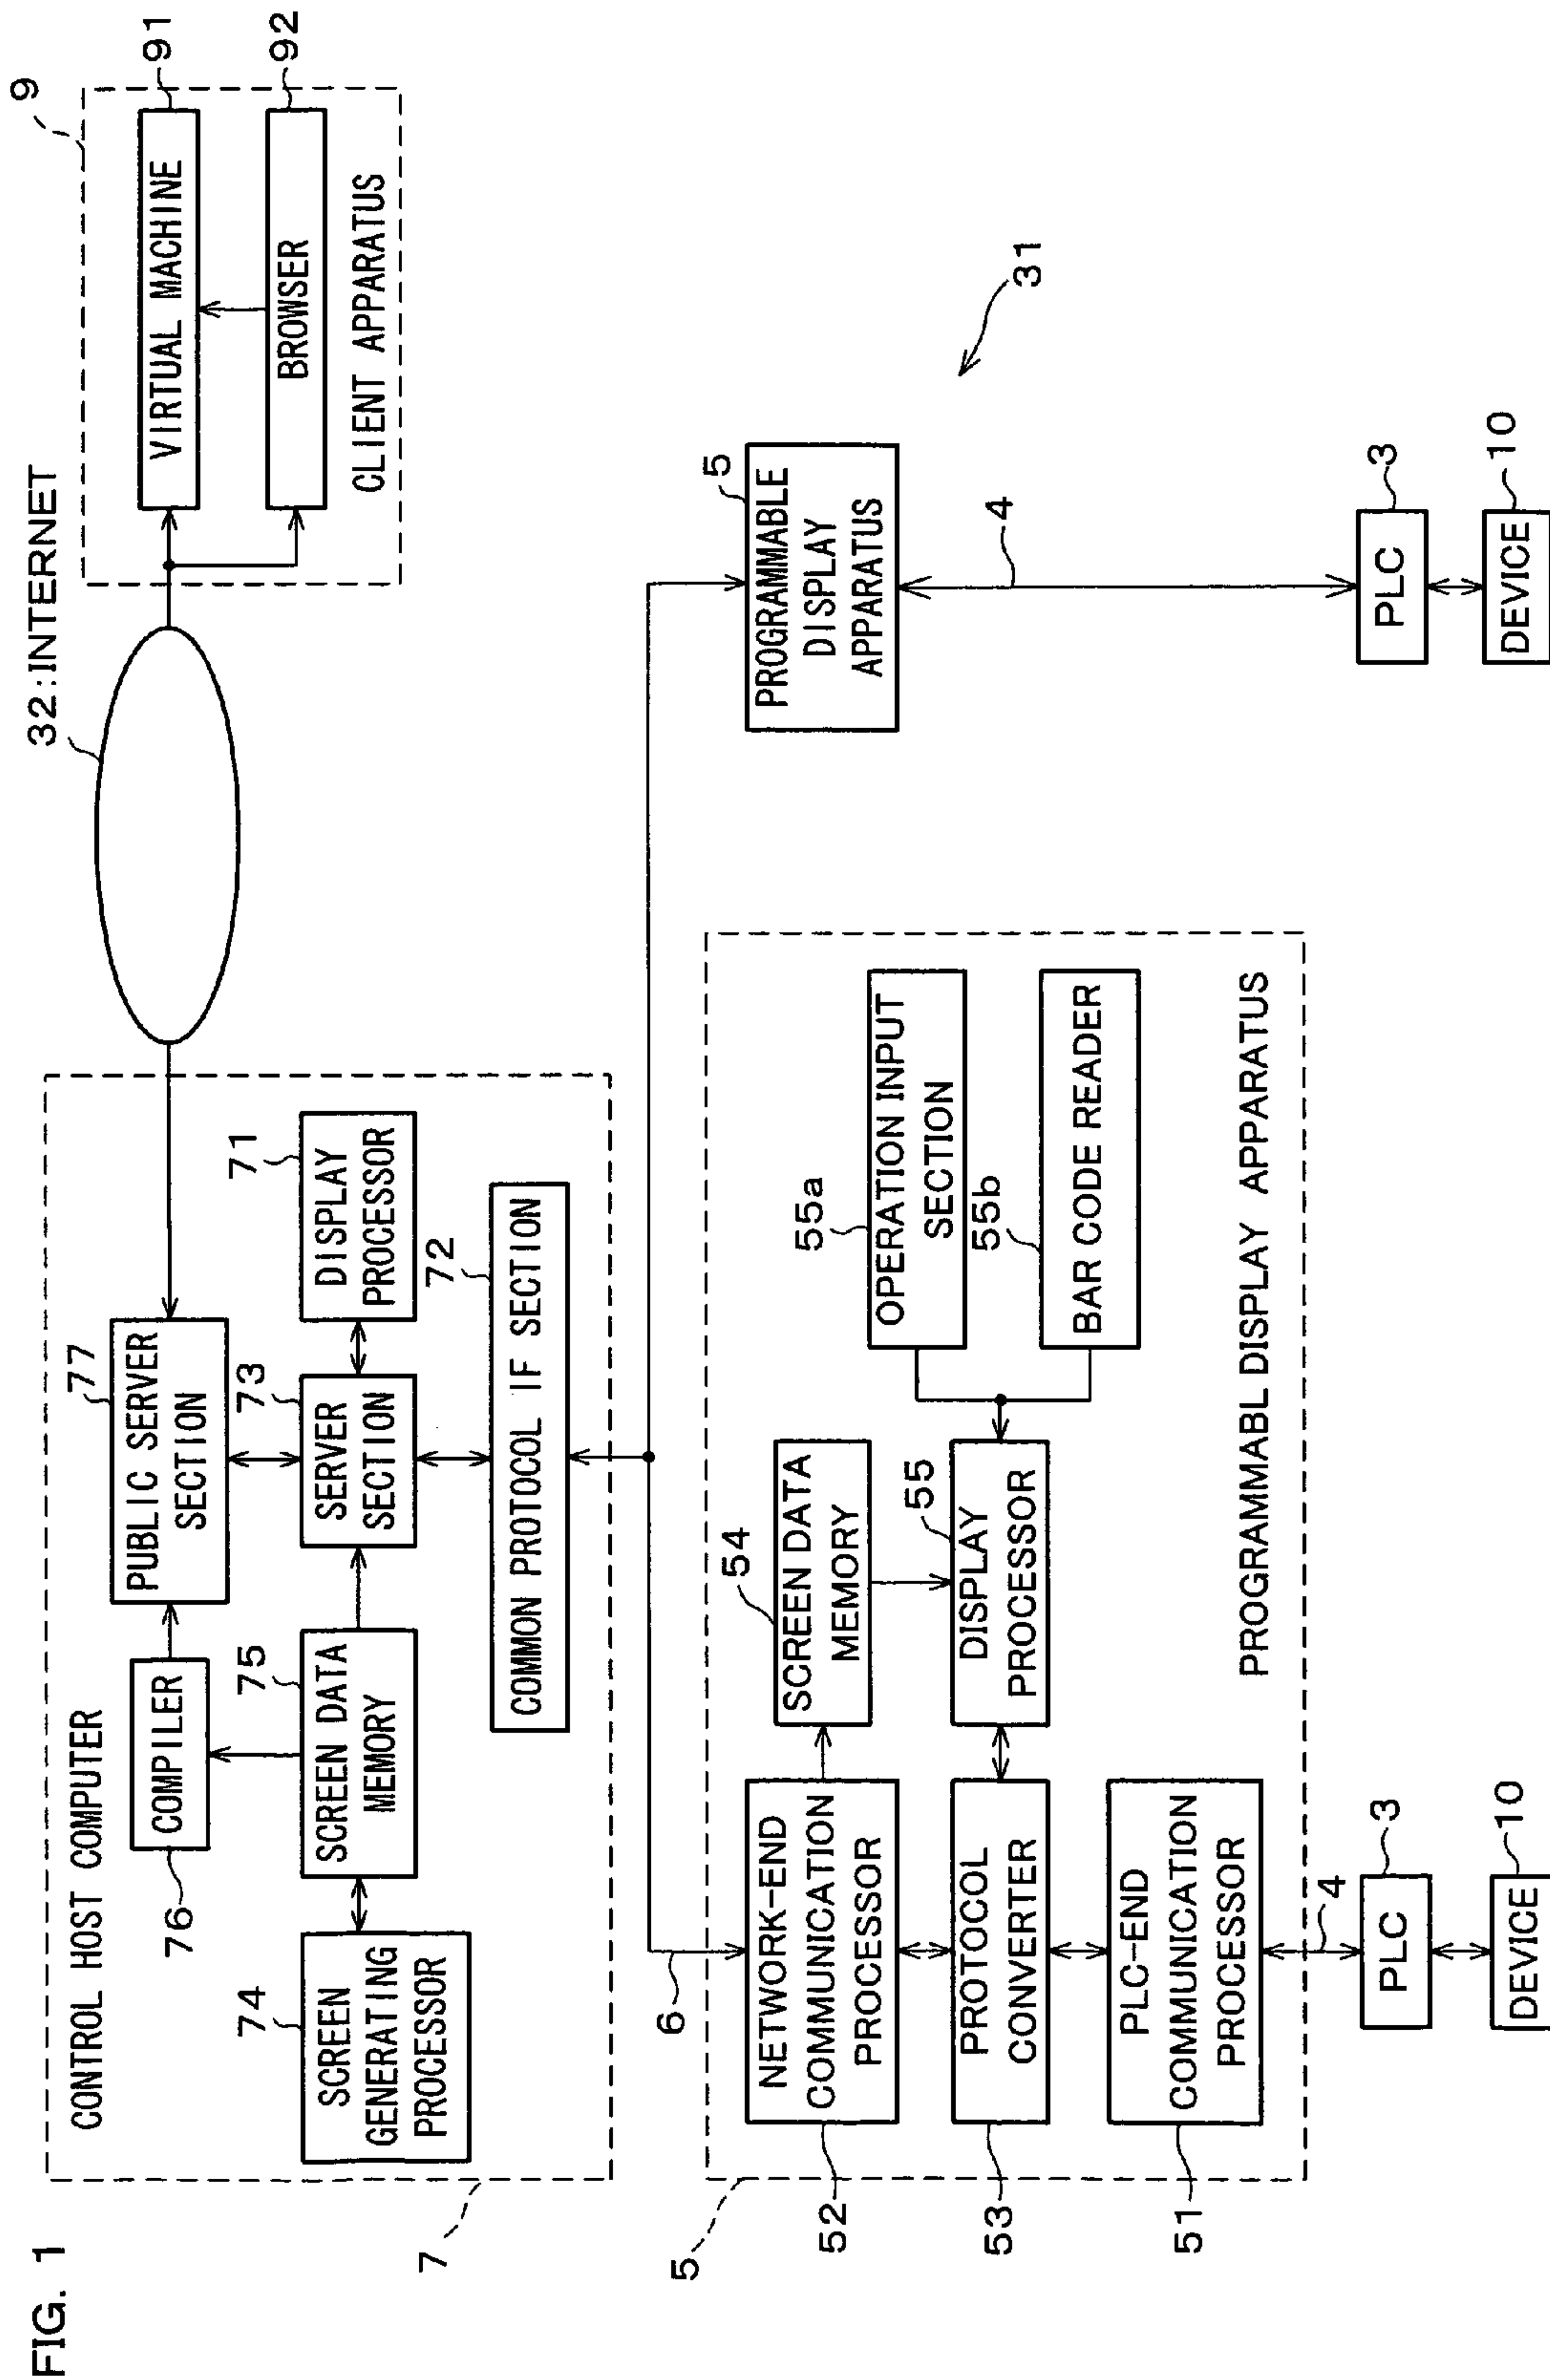 FIG. 1
32::INTERNET
9
VIRTUAL MACHINE
91
BROWSER
92
CLIENT APPARATUS
7
CONTROL HOST COMPUTER
76
COMPILER
77
PUBLIC SERVER
SECTION
74
SCREEN
GENERATING
PROCESSOR
75
SCREEN DATA
MEMORY
73
SERVER
SECTION
71
DISPLAY
PROCESSOR
72
COMMON PROTOCOL IF SECTION
6
31
5
PROGRAMMABLE
DISPLAY
APPARATUS
4
3
PLC
10
DEVICE
5
52
NETWORK-END
COMMUNICATION
PROCESSOR
54
SCREEN DATA
MEMORY
55a
OPERATION INPUT
SECTION
53
PROTOCOL
CONVERTER
55
DISPLAY
PROCESSOR
55b
BAR CODE READER
51
PLC-END
COMMUNICATION
PROCESSOR
PROGRAMMABL DISPLAY APPARATUS
4
3
PLC
10
DEVICE